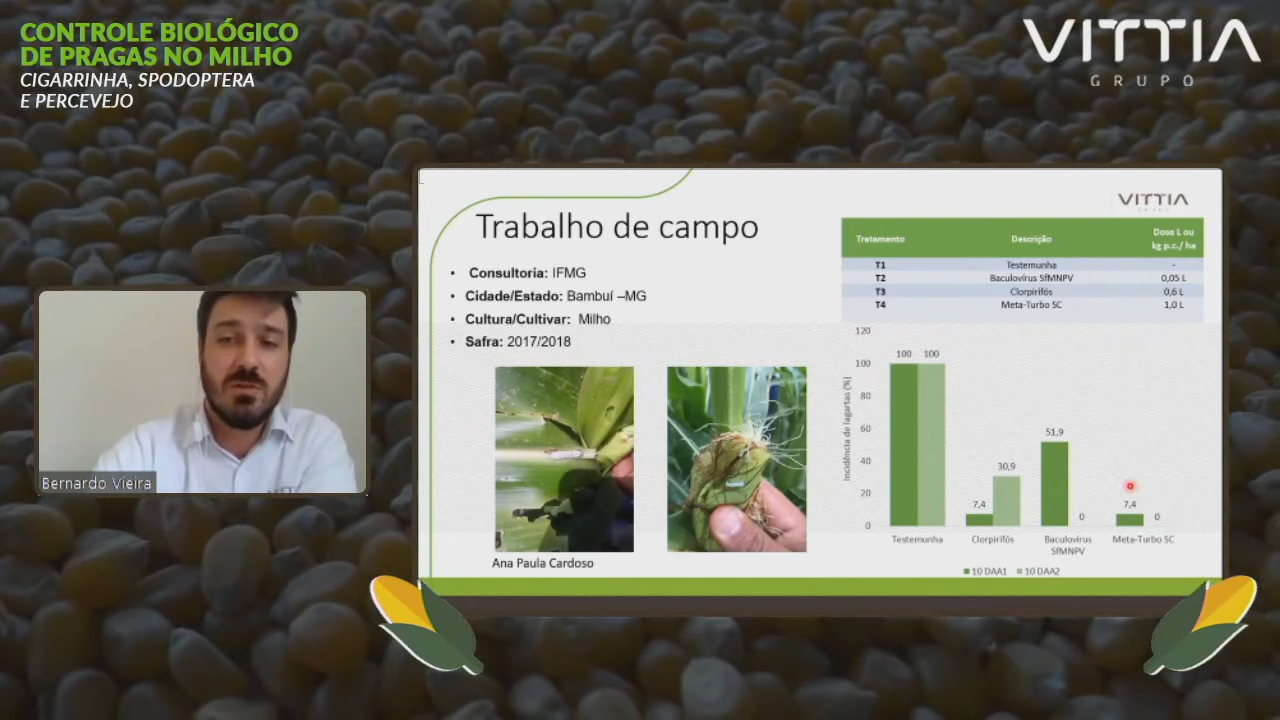 CONTROLE BIOLÓGICO
DE PRAGAS NO MILHO
CIGARRINHA, SPODOPTERA
E PERCEVEJO
VITTIA
GRUPO
Bernardo Vieira
VITTIA
Trabalho de campo
• Consultoria: IFMG
• Cidade/Estado: Bambuí –MG
• Cultura/Cultivar: Milho
• Safra: 2017/2018
Ana Paula Cardoso
Tratamento Descrição Dose L ou kg p.c./ ha
T1 Testemunha -
T2 Baculovírus SfMNPV 0,05 L
T3 Clorpirifós 0,6 L
T4 Meta-Turbo SC 1,0 L
Incidência de lagartas (%)
120
100
80
60
40
20
0
100 100
7,4 30,9
51,9 0
7,4 0
Testemunha
Clorpirifós
Baculovírus
SfMNPV
Meta-Turbo SC
10 DAA1 10 DAA2